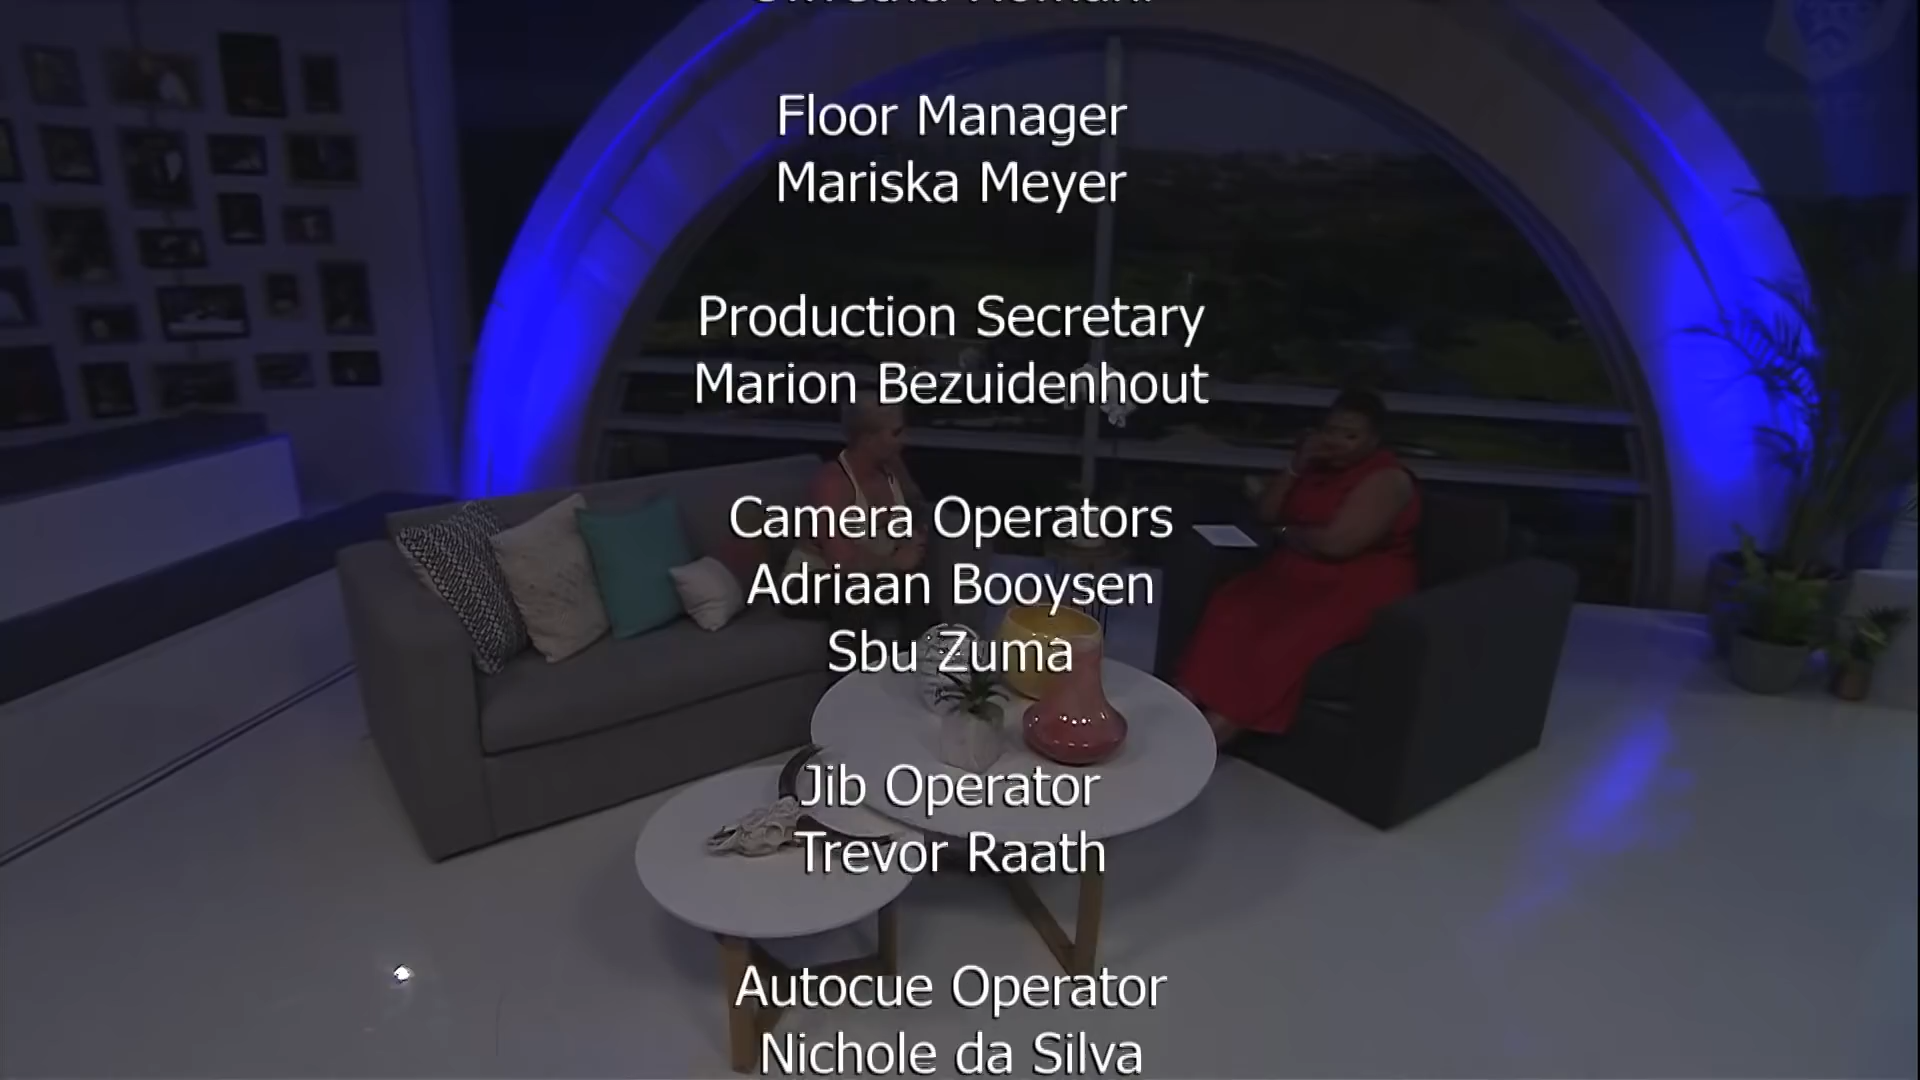 Floor Manager
Mariska Meyer
Production Secretary
Marion Bezuidenhout
Camera Operators
Adriaan Booysen
Sbu Zuma
Jib Operator
Trevor Raath
Autocue Operator
Nichole da Silva